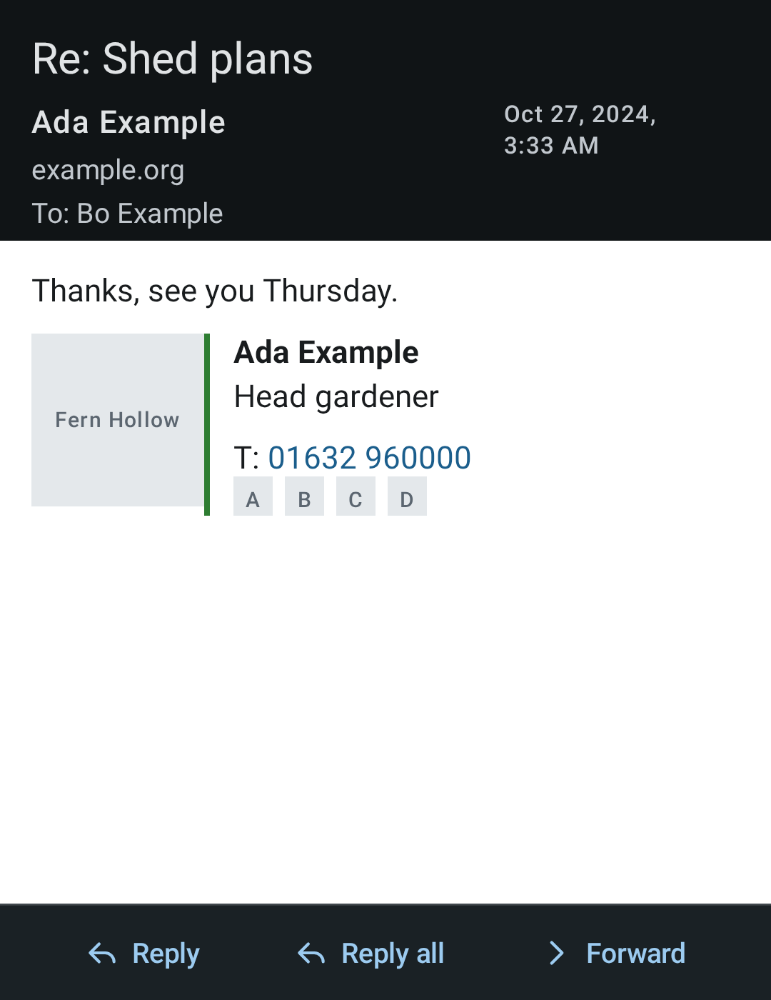 Re: Shed plans
Ada Example
Oct 27, 2024,
3:33 AM
example.org
To: Bo Example
Thanks, see you Thursday.
Fern Hollow
Ada Example
Head gardener
T: 01632 960000
A B C D
Reply Reply all Forward